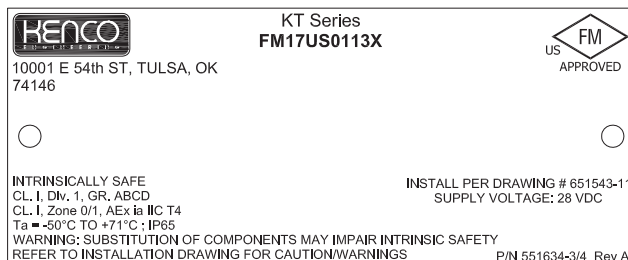 KENCO
ENGINEERING
KT Series
FM17US0113X
US FM
APPROVED
10001 E 54th ST, TULSA, OK
74146
INTRINSICALLY SAFE
CL. I, Div. 1, GR. ABCD
CL. I, Zone 0/1, AEx ia IIC T4
Ta = -50°C TO +71°C ; IP65
INSTALL PER DRAWING # 651543-11
SUPPLY VOLTAGE: 28 VDC
WARNING: SUBSTITUTION OF COMPONENTS MAY IMPAIR INTRINSIC SAFETY
REFER TO INSTALLATION DRAWING FOR CAUTION/WARNINGS
P/N 551634-3/4 Rev A